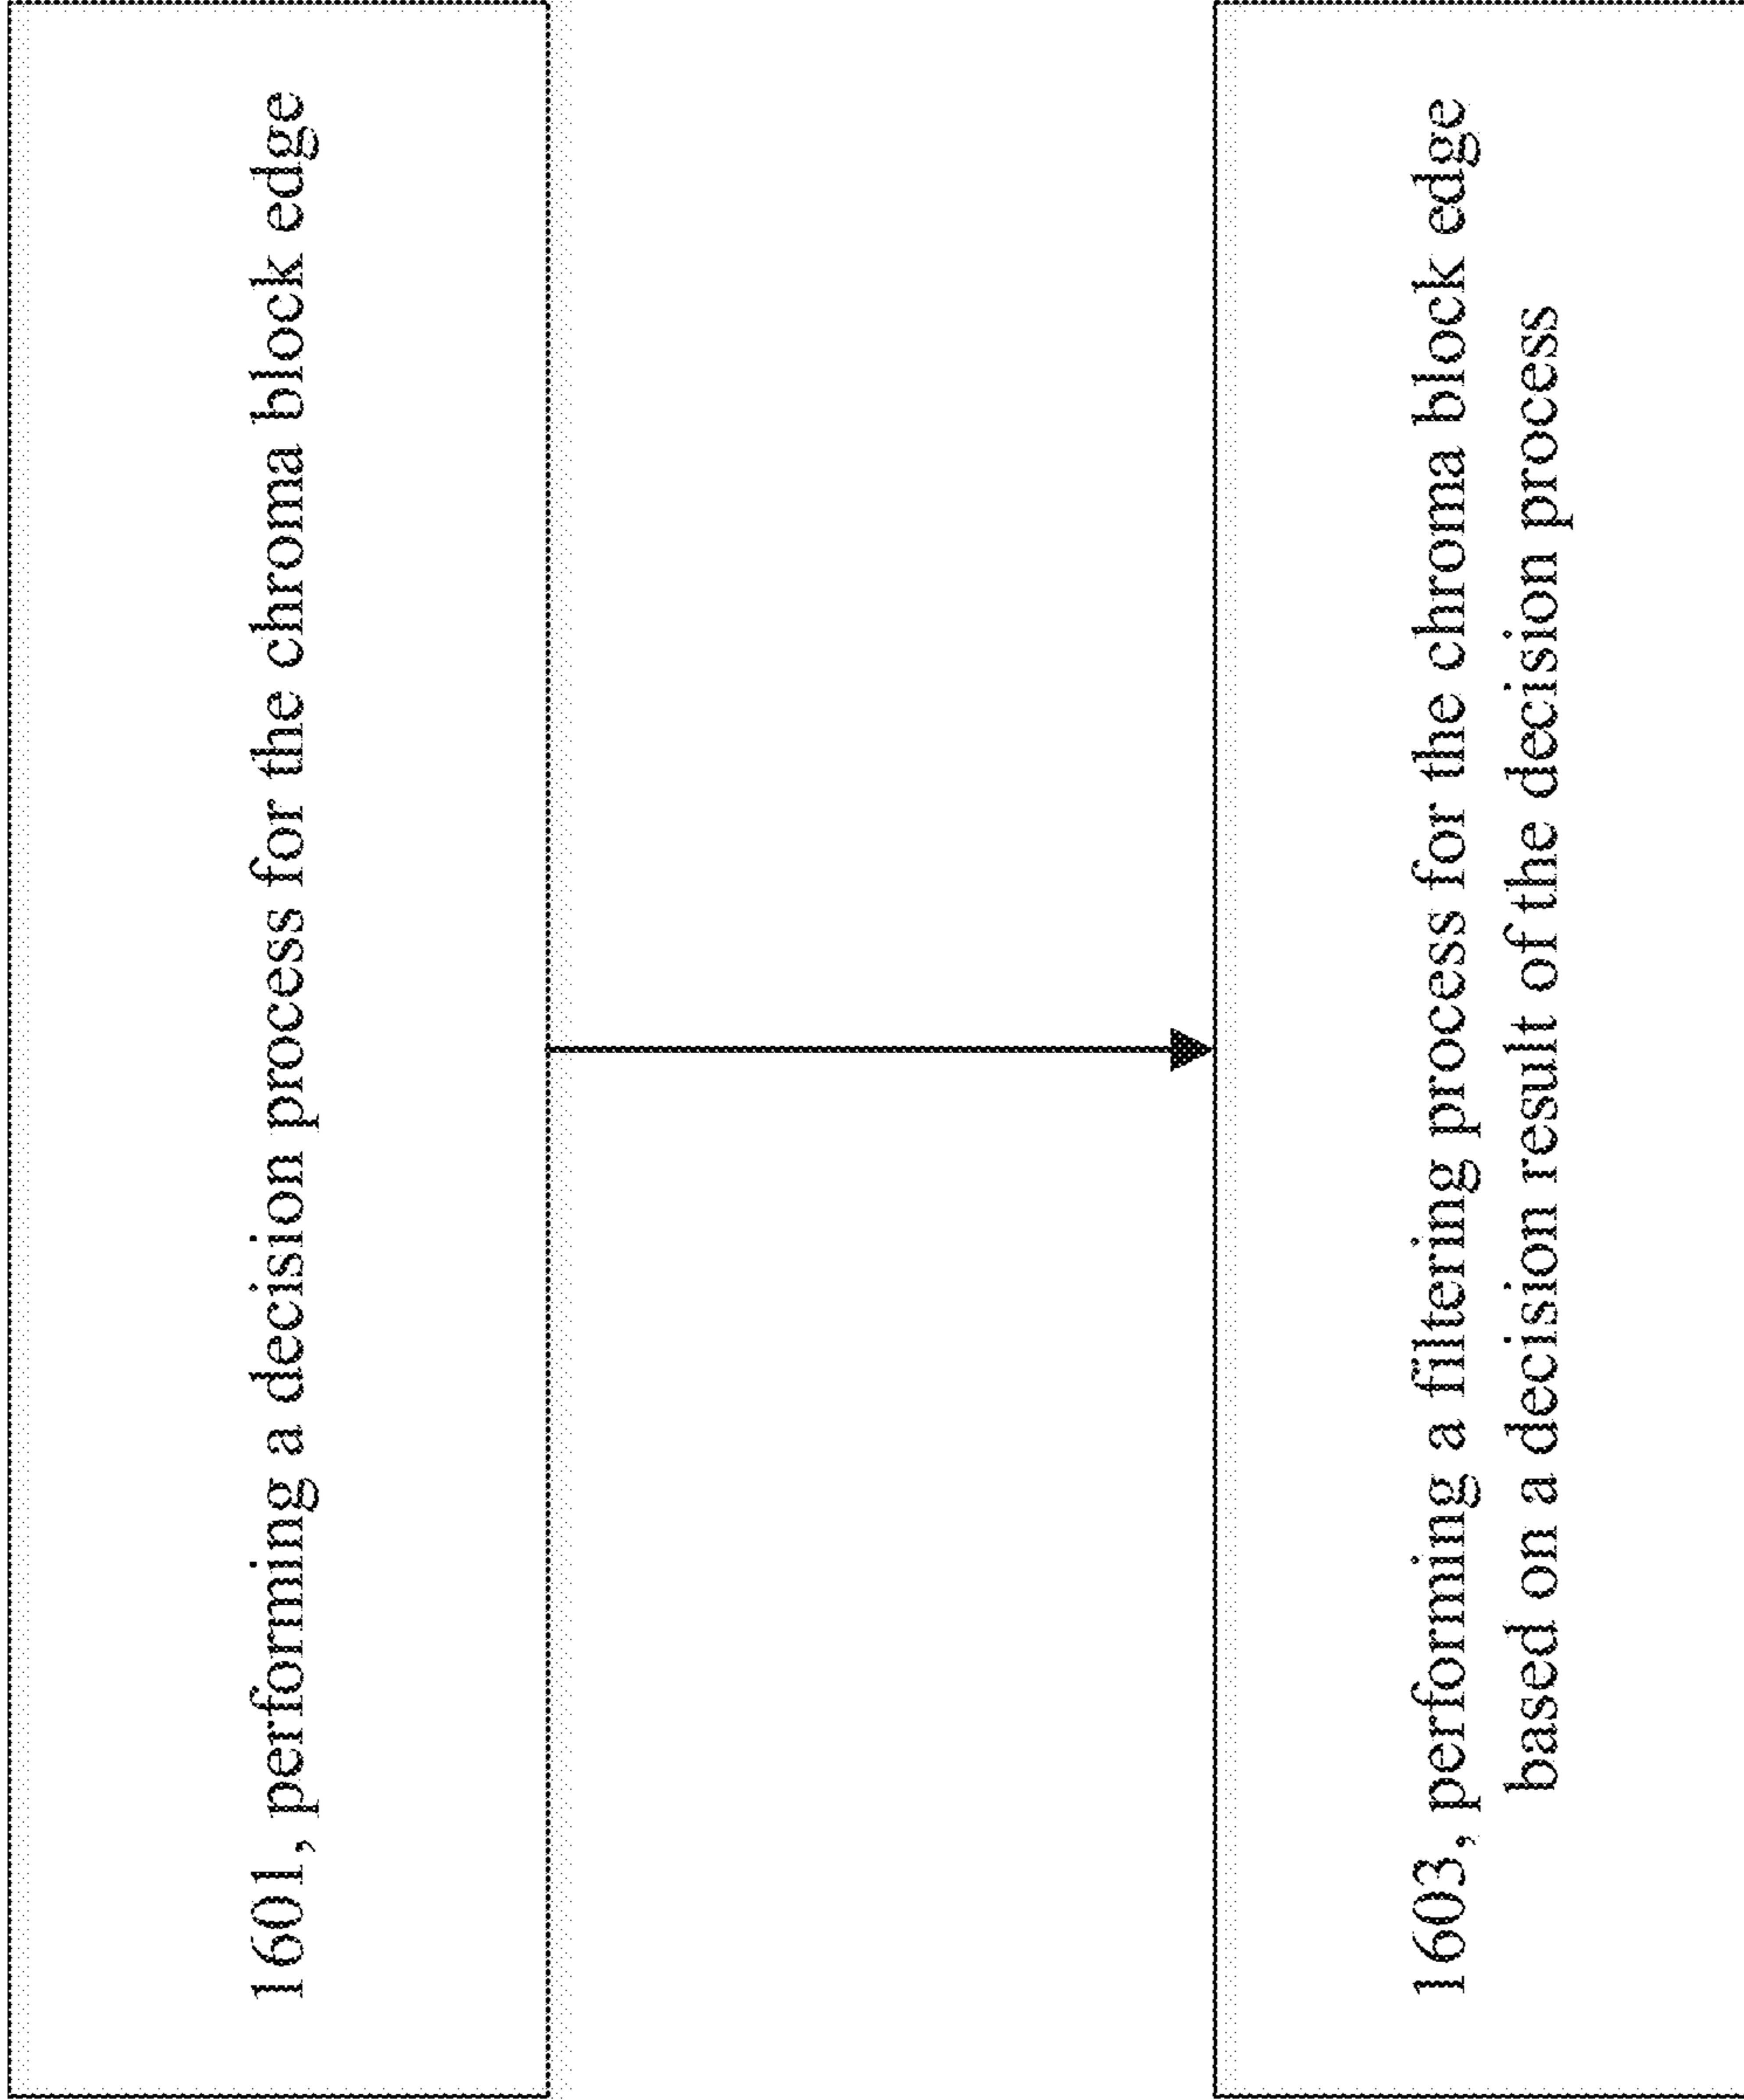 1601, performing a decision process for the chroma block edge
1603, performing a filtering process for the chroma block edge
based on a decision result of the decision process